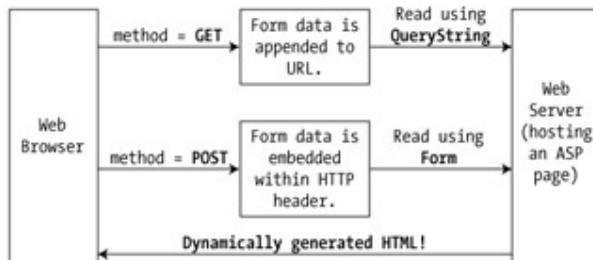 Web
Browser
method = GET
Form data is
appended to
URL.
Read using
QueryString
method = POST
Form data is
embedded
within HTTP
header.
Read using
Form
Web
Server
(hosting
an ASP
page)
Dynamically generated HTML!